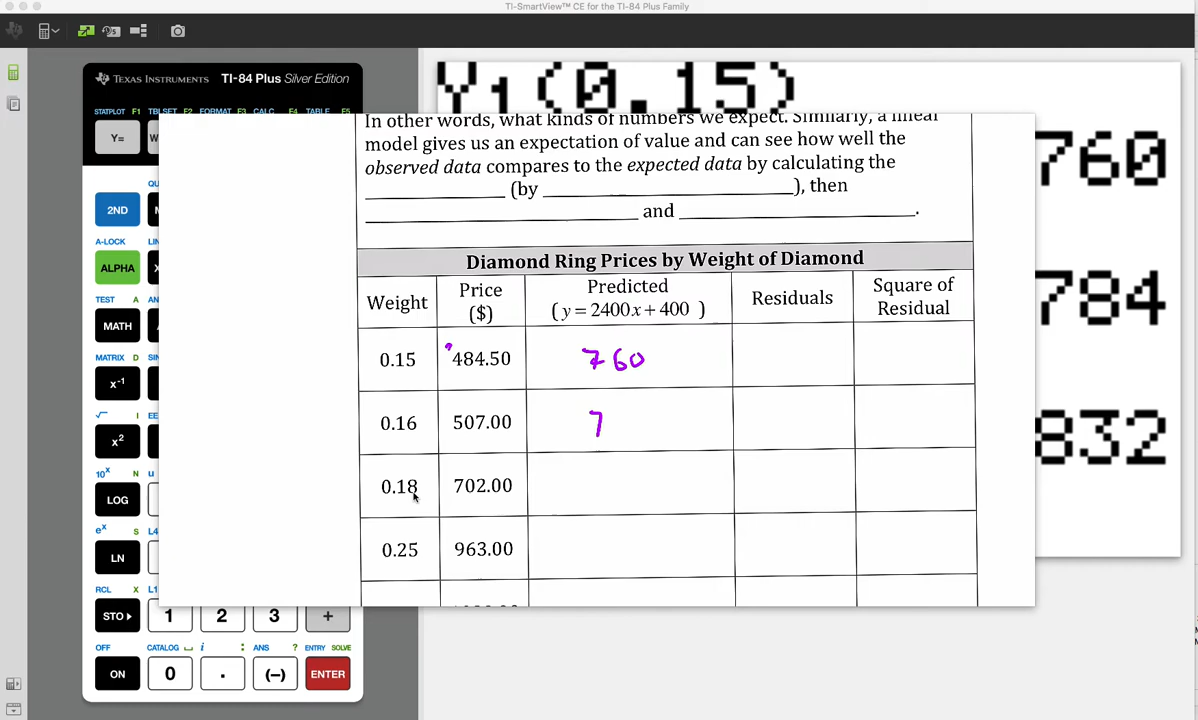 TI-SmartView™ CE for the TI-84 Plus Family
TEXAS INSTRUMENTS TI-84 Plus Silver Edition
STATPLOT F1 TBLSET F2 FORMAT F3 CALC F4 TABLE F5
Y=
2ND
A-LOCK
ALPHA
TEST A
MATH
MATRIX D
x-1
√ I
x²
10ˣ N
LOG
eˣ S
LN
RCL X
STO▶
1 2 3 +
OFF CATALOG i : ANS ? ENTRY SOLVE
ON 0 . (−) ENTER
Y1(0.15)
760
784
832
In other words, what kinds of numbers we expect. Similarly, a linear
model gives us an expectation of value and can see how well the
observed data compares to the expected data by calculating the
____________ (by ____________________), then
____________________ and ____________________.
Diamond Ring Prices by Weight of Diamond
Weight Price ($) Predicted ( y = 2400x + 400 ) Residuals Square of Residual
0.15 484.50 760
0.16 507.00 7
0.18 702.00
0.25 963.00